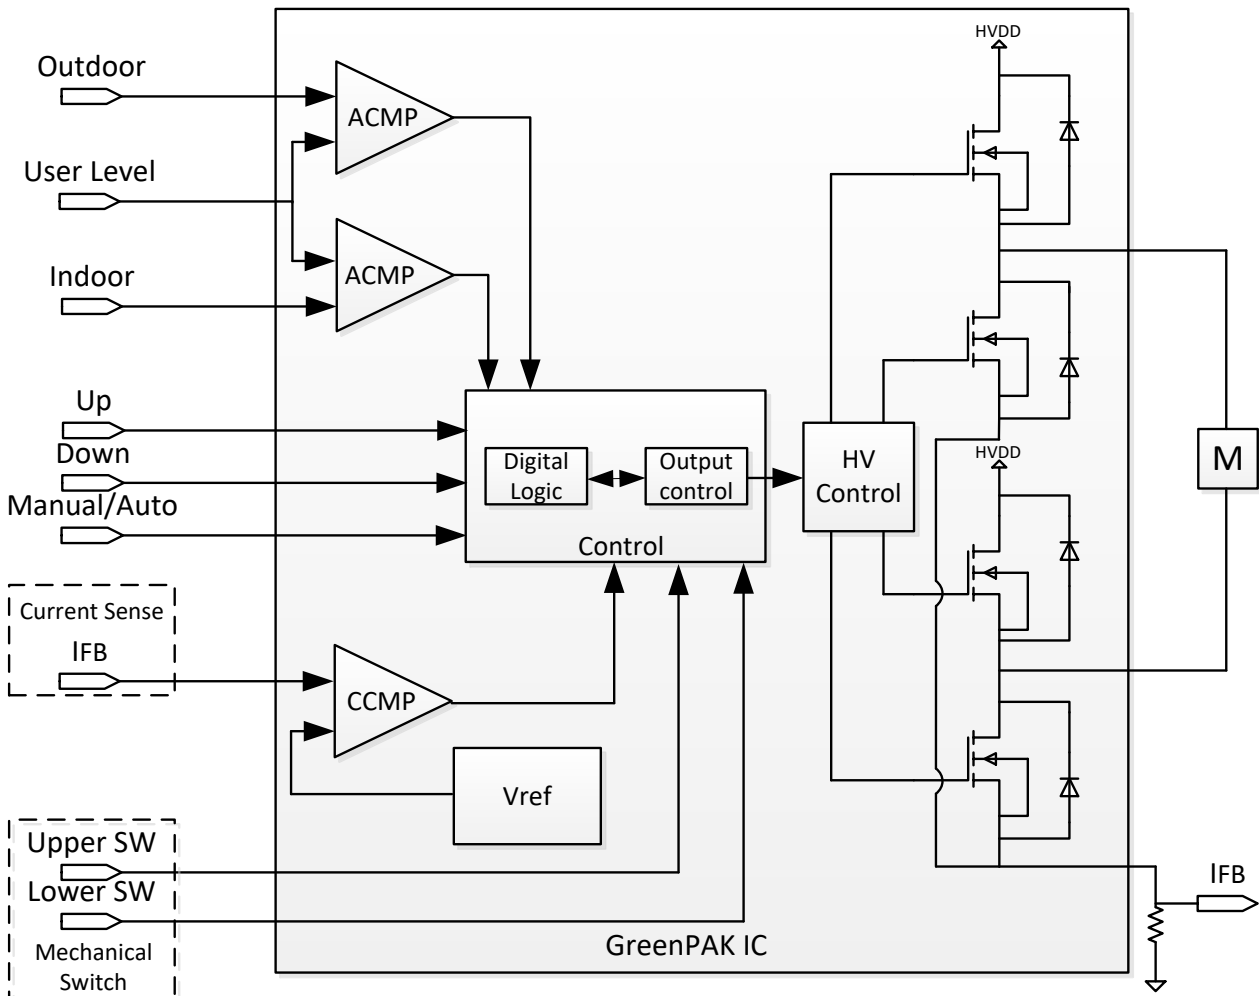 HVDD
Outdoor
ACMP
User Level
Indoor
ACMP
Up
Down
Manual/Auto
Digital
Logic
Output
control
Control
HV
Control
HVDD
M
Current Sense
IFB
CCMP
Vref
Upper SW
Lower SW
Mechanical
Switch
GreenPAK IC
IFB